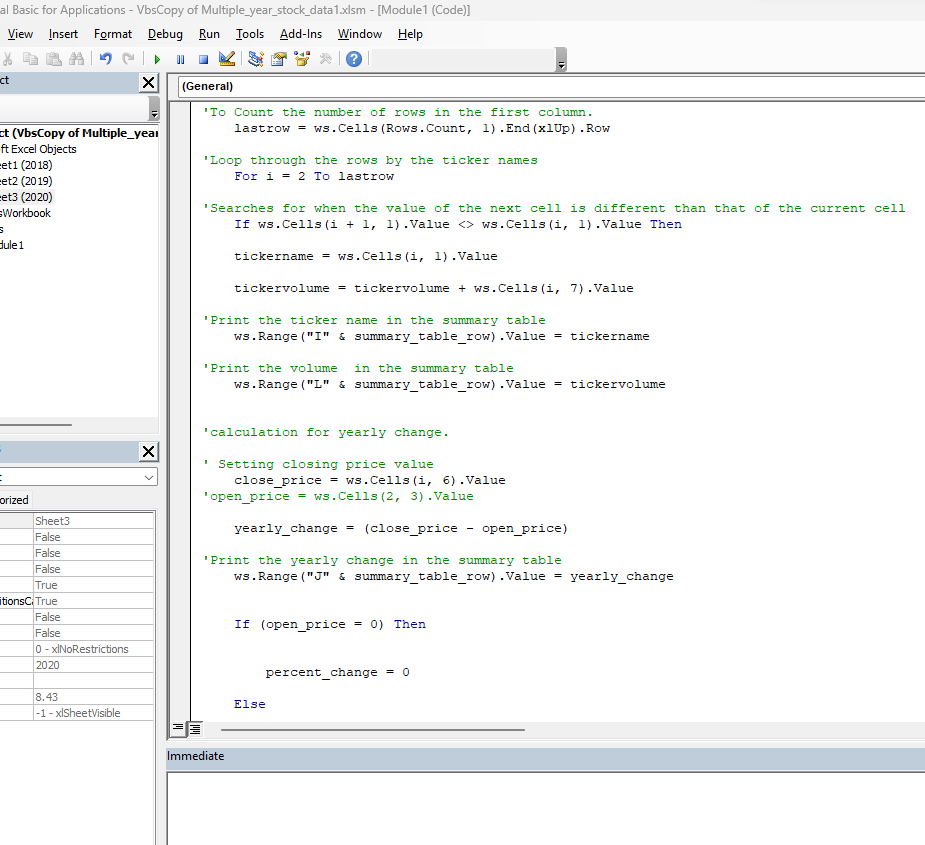 al Basic for Applications - VbsCopy of Multiple_year_stock_data1.xlsm - [Module1 (Code)]
View Insert Format Debug Run Tools Add-Ins Window Help
ct
(General)
ct (VbsCopy of Multiple_year
ft Excel Objects
eet1 (2018)
eet2 (2019)
eet3 (2020)
sWorkbook
s
dule1
'To Count the number of rows in the first column.
lastrow = ws.Cells(Rows.Count, 1).End(xlUp).Row
'Loop through the rows by the ticker names
For i = 2 To lastrow
'Searches for when the value of the next cell is different than that of the current cell
If ws.Cells(i + 1, 1).Value <> ws.Cells(i, 1).Value Then
tickername = ws.Cells(i, 1).Value
tickervolume = tickervolume + ws.Cells(i, 7).Value
'Print the ticker name in the summary table
ws.Range("I" & summary_table_row).Value = tickername
'Print the volume  in the summary table
ws.Range("L" & summary_table_row).Value = tickervolume
'calculation for yearly change.
' Setting closing price value
close_price = ws.Cells(i, 6).Value
'open_price = ws.Cells(2, 3).Value
yearly_change = (close_price - open_price)
'Print the yearly change in the summary table
ws.Range("J" & summary_table_row).Value = yearly_change
If (open_price = 0) Then
percent_change = 0
Else
orized
Sheet3
False
False
False
True
itionsCa True
False
False
0 - xlNoRestrictions
2020
8.43
-1 - xlSheetVisible
Immediate